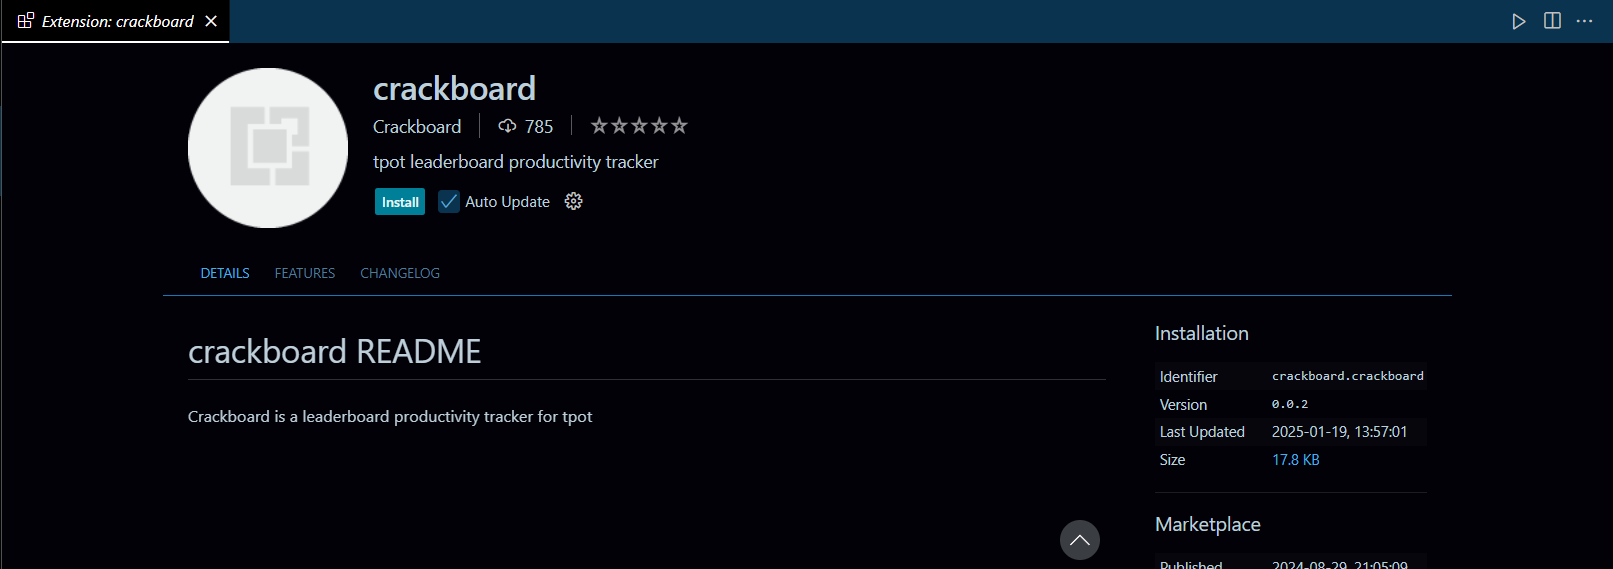 Extension: crackboard
crackboard
Crackboard 785
tpot leaderboard productivity tracker
Install Auto Update
DETAILS FEATURES CHANGELOG
crackboard README
Crackboard is a leaderboard productivity tracker for tpot
Installation
Identifier crackboard.crackboard
Version 0.0.2
Last Updated 2025-01-19, 13:57:01
Size 17.8 KB
Marketplace
Published 2024-08-29, 21:05:09